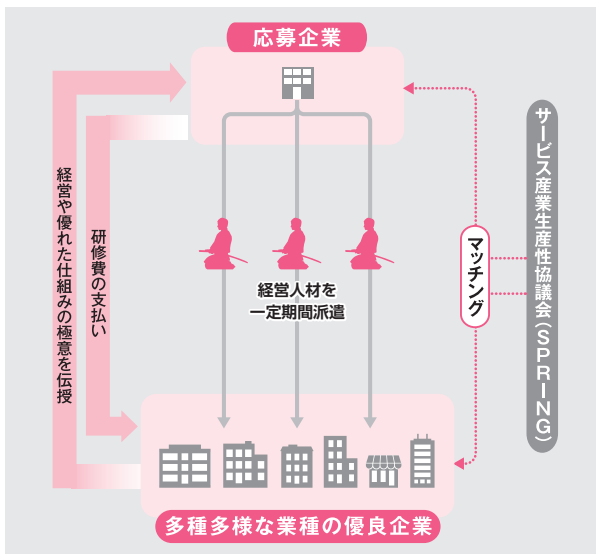 応募企業
経営や優れた仕組みの極意を伝授
研修費の支払い
経営人材を
一定期間派遣
マッチング
サービス産業生産性協議会(SPRING)
多種多様な業種の優良企業